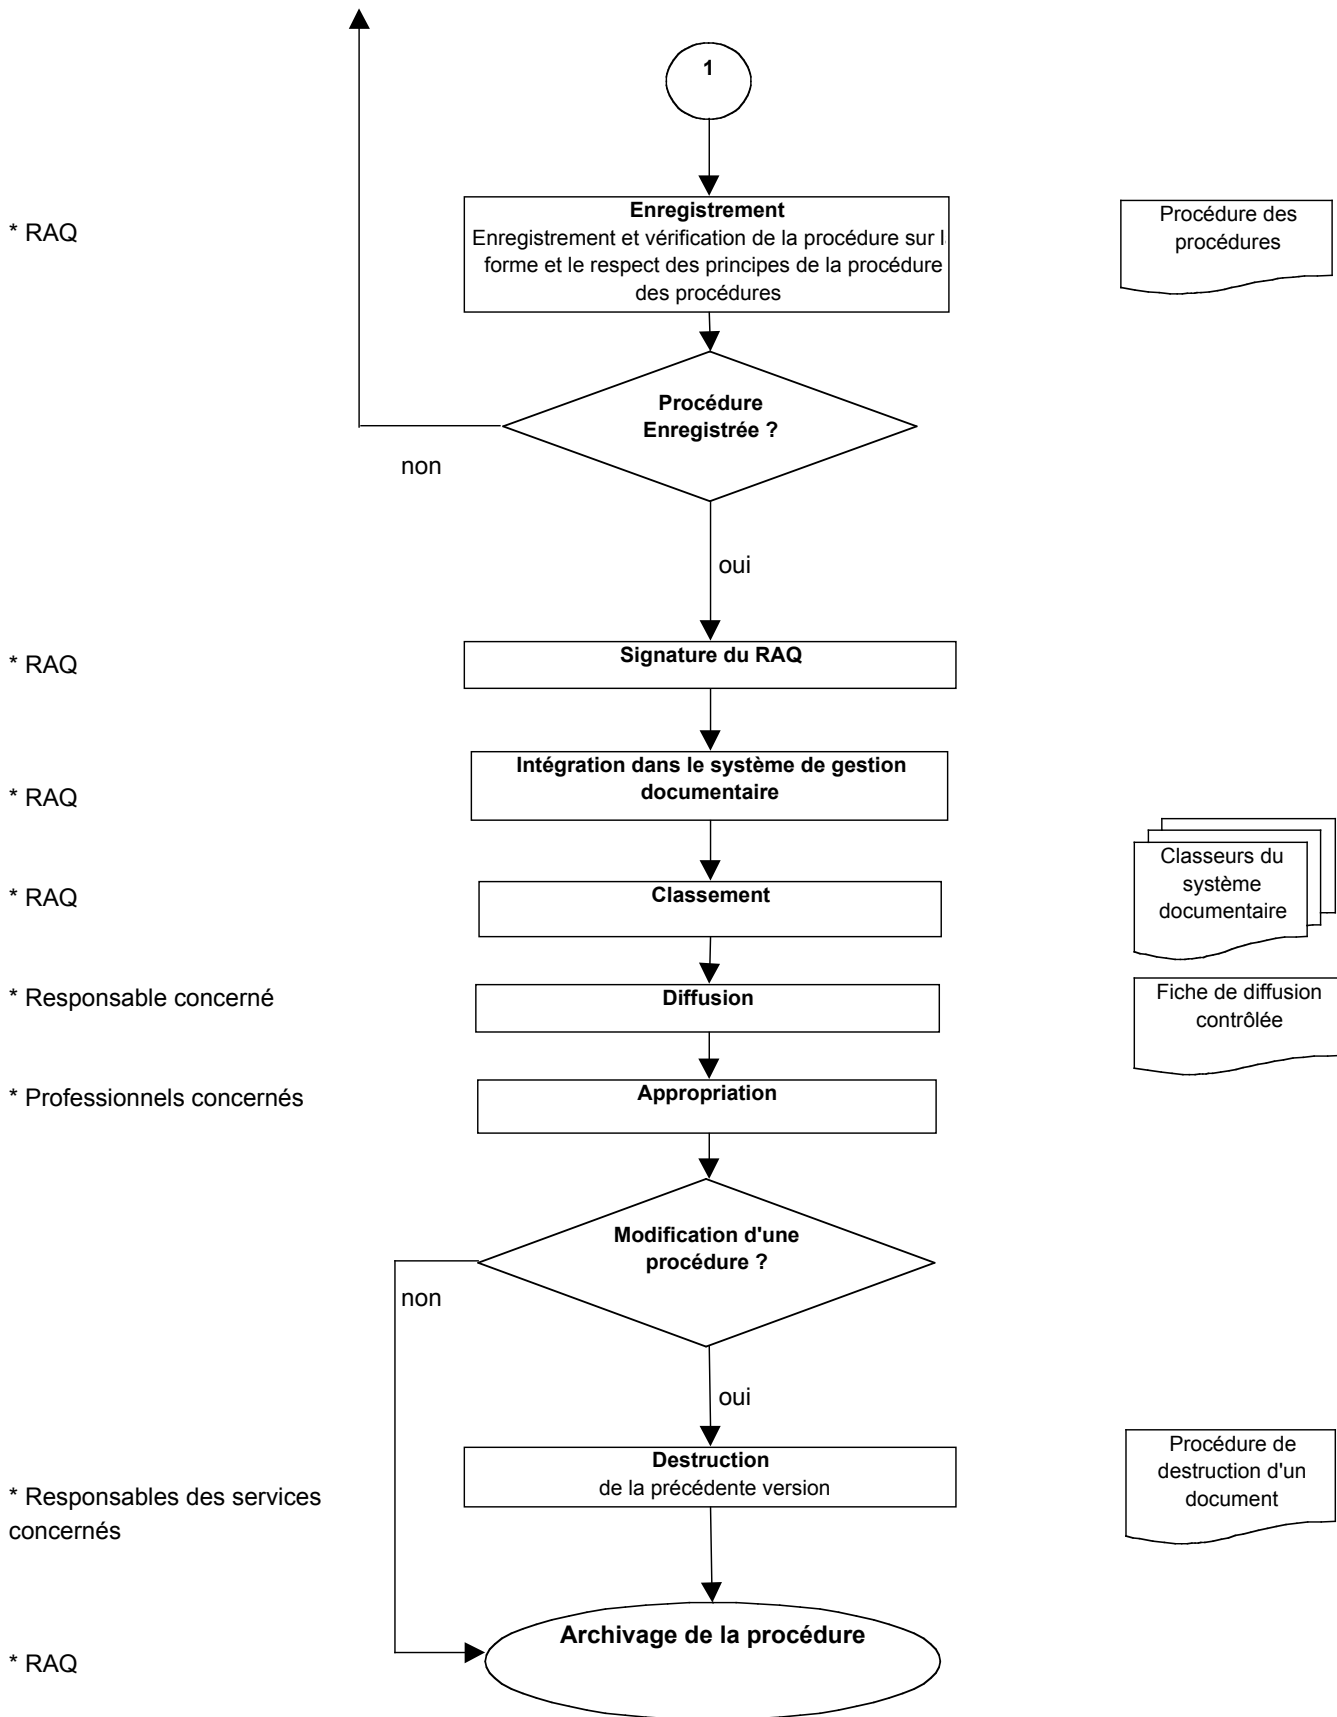 1
* RAQ
Enregistrement
Enregistrement et vérification de la procédure sur l
forme et le respect des principes de la procédure
des procédures
Procédure des
procédures
Procédure
Enregistrée ?
non
oui
* RAQ
Signature du RAQ
* RAQ
Intégration dans le système de gestion
documentaire
* RAQ
Classement
Classeurs du
système
documentaire
* Responsable concerné
Diffusion
Fiche de diffusion
contrôlée
* Professionnels concernés
Appropriation
Modification d'une
procédure ?
non
oui
* Responsables des services
concernés
Destruction
de la précédente version
Procédure de
destruction d'un
document
* RAQ
Archivage de la procédure